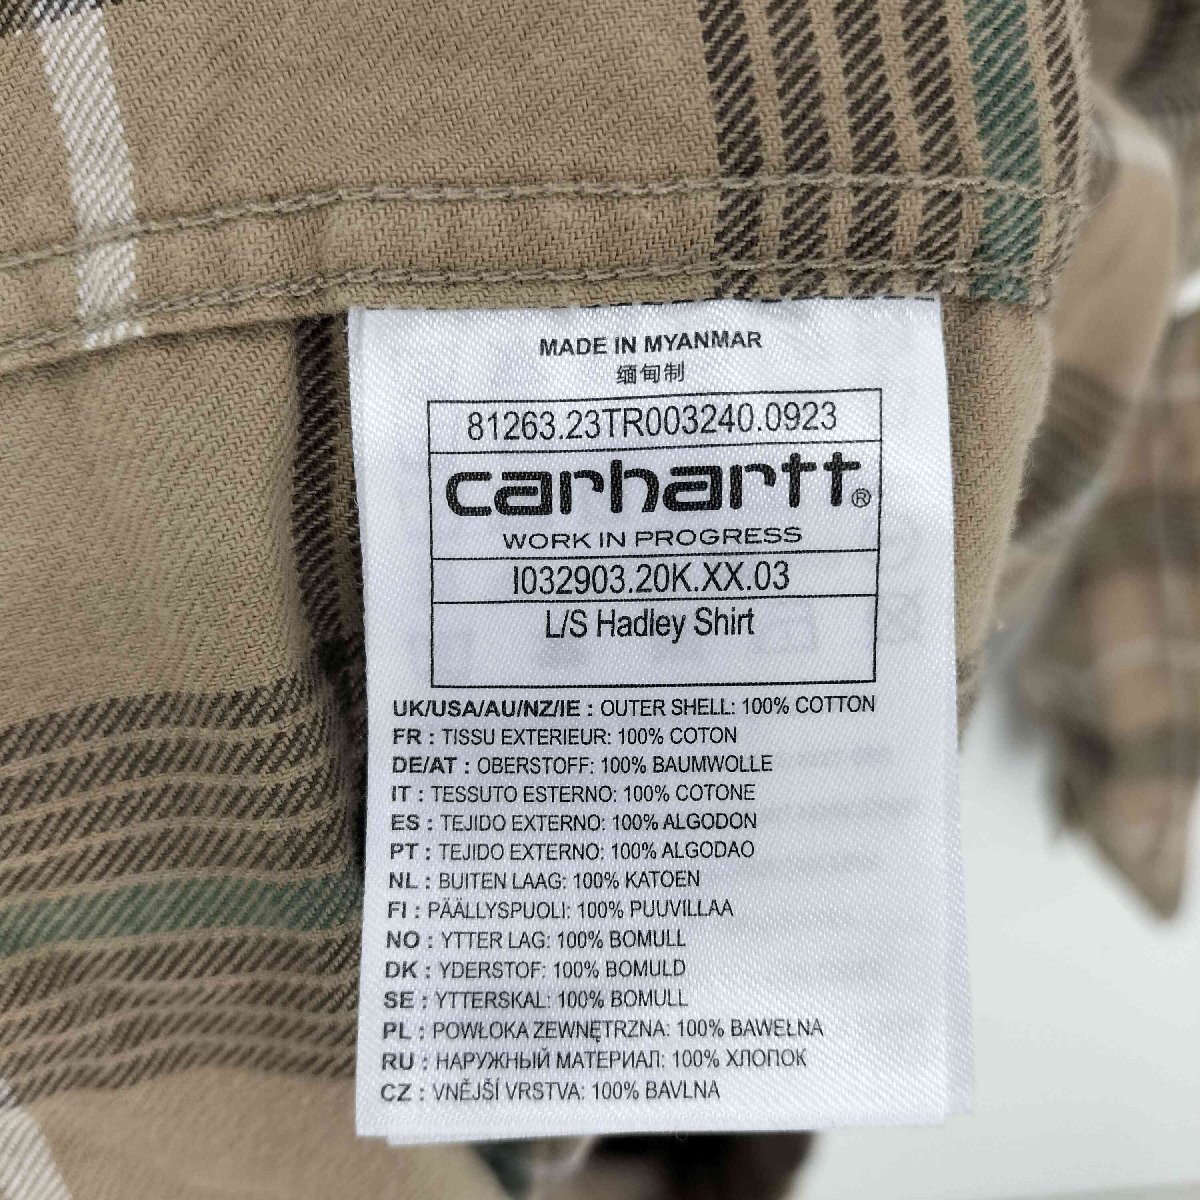 MADE IN MYANMAR
缅甸制
81263.23TR003240.0923
carhartt®
WORK IN PROGRESS
I032903.20K.XX.03
L/S Hadley Shirt
UK/USA/AU/NZ/IE : OUTER SHELL: 100% COTTON
FR : TISSU EXTERIEUR: 100% COTON
DE/AT : OBERSTOFF: 100% BAUMWOLLE
IT : TESSUTO ESTERNO: 100% COTONE
ES : TEJIDO EXTERNO: 100% ALGODON
PT : TEJIDO EXTERNO: 100% ALGODAO
NL : BUITEN LAAG: 100% KATOEN
FI : PÄÄLLYSPUOLI: 100% PUUVILLAA
NO : YTTER LAG: 100% BOMULL
DK : YDERSTOF: 100% BOMULD
SE : YTTERSKAL: 100% BOMULL
PL : POWŁOKA ZEWNĘTRZNA: 100% BAWEŁNA
RU : НАРУЖНЫЙ МАТЕРИАЛ: 100% ХЛОПОК
CZ : VNĚJŠÍ VRSTVA: 100% BAVLNA